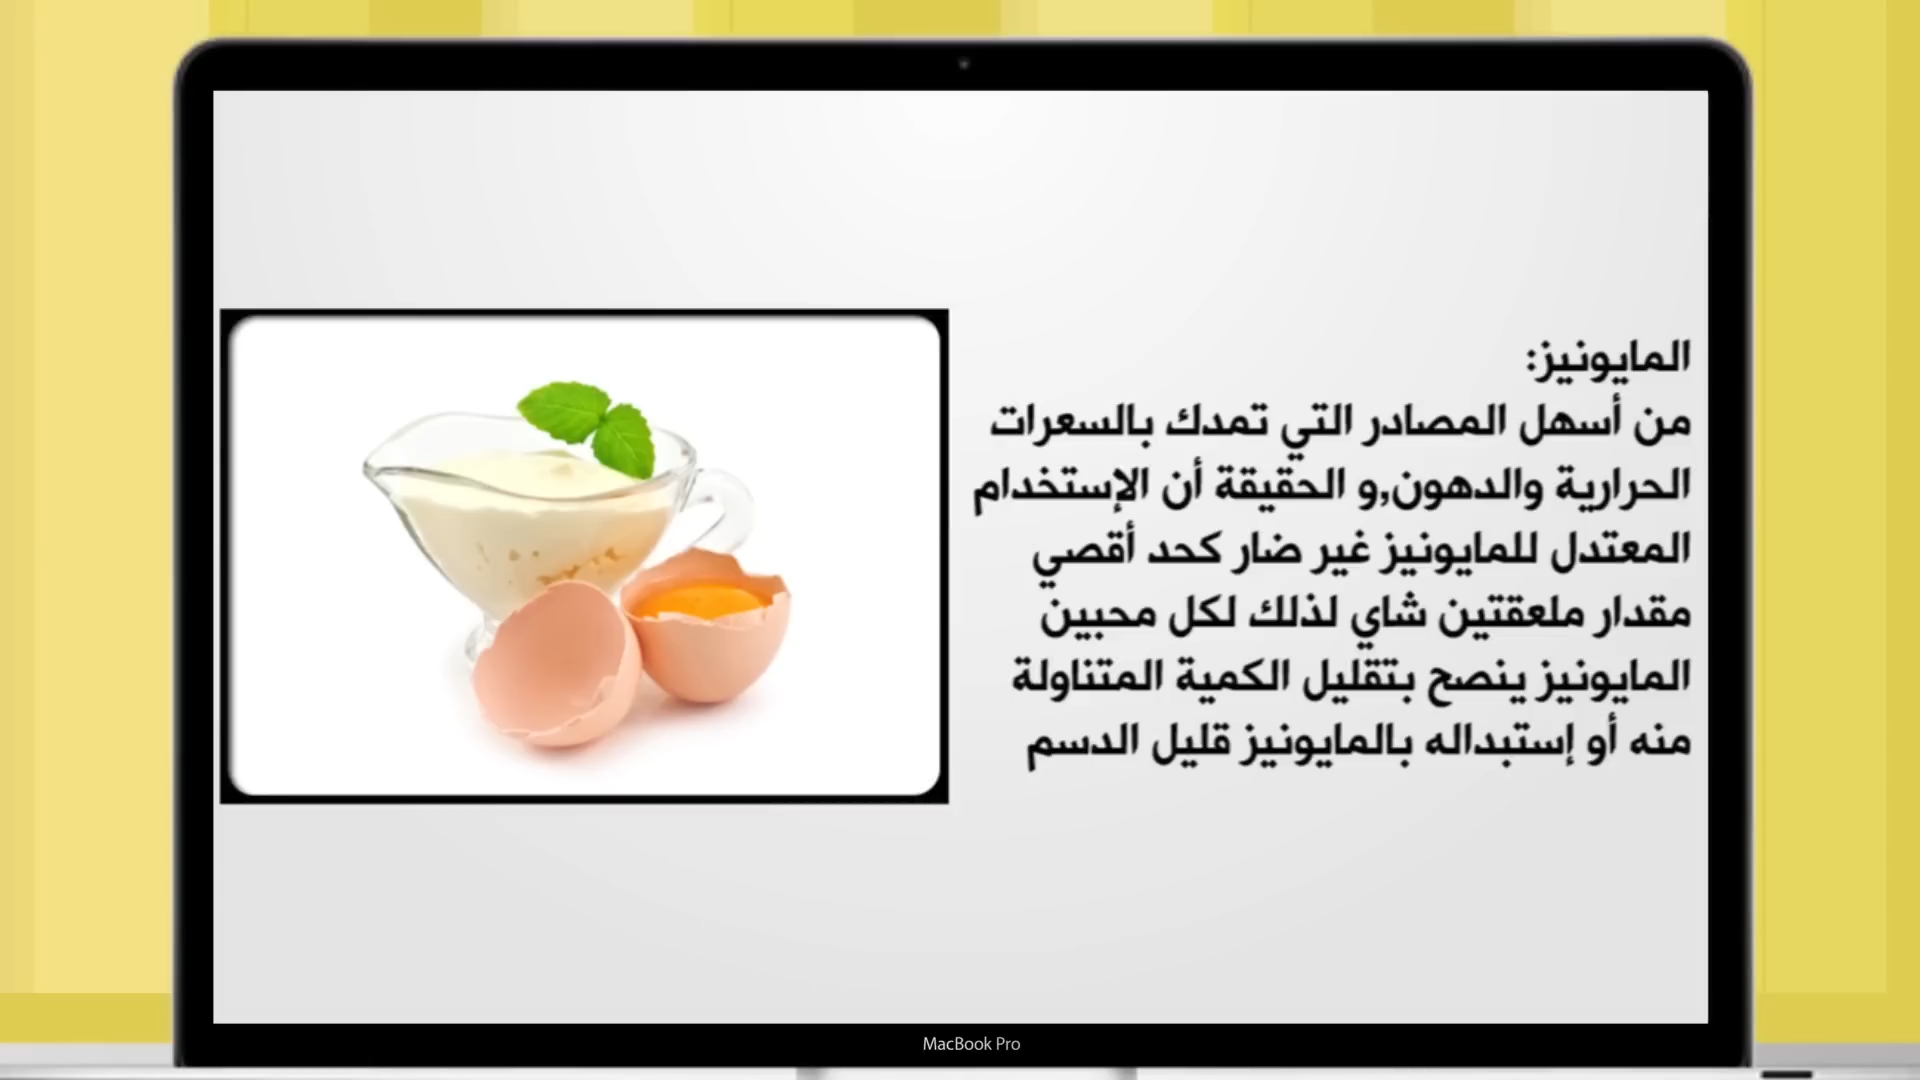 المايونيز:
من أسهل المصادر التي تمدك بالسعرات
الحرارية والدهون,و الحقيقة أن الإستخدام
المعتدل للمايونيز غير ضار كحد أقصي
مقدار ملعقتين شاي لذلك لكل محبين
المايونيز ينصح بتقليل الكمية المتناولة
منه أو إستبداله بالمايونيز قليل الدسم
MacBook Pro